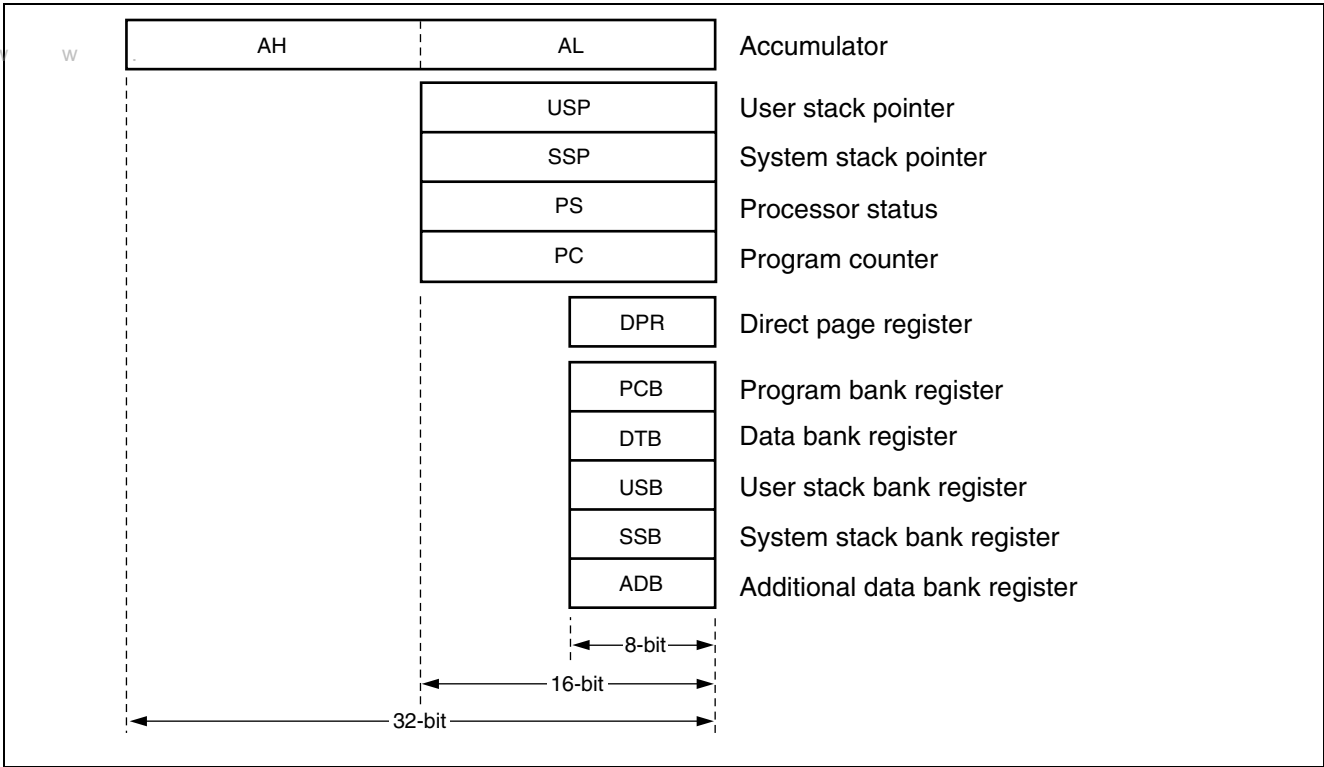 AH AL Accumulator
w w .
USP User stack pointer
SSP System stack pointer
PS Processor status
PC Program counter
DPR Direct page register
PCB Program bank register
DTB Data bank register
USB User stack bank register
SSB System stack bank register
ADB Additional data bank register
8-bit
16-bit
32-bit